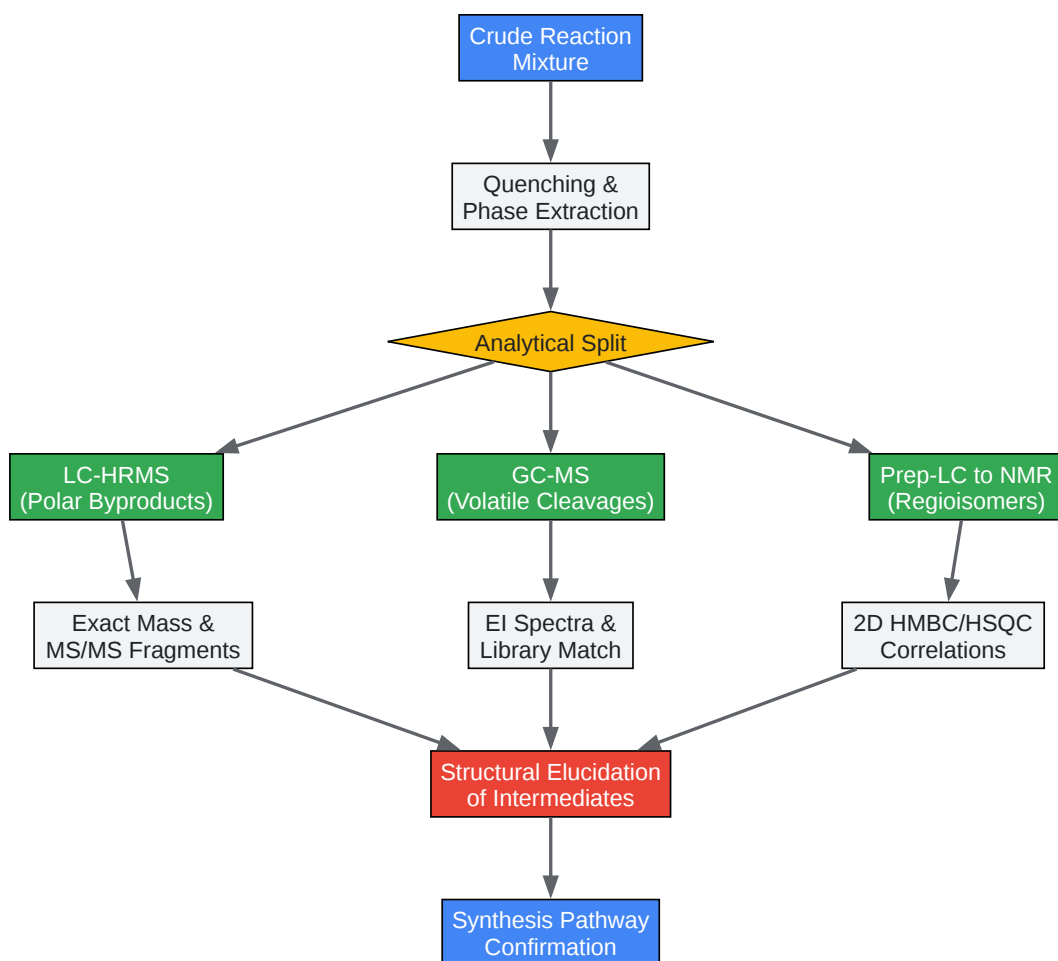 Crude Reaction
Mixture
Quenching &
Phase Extraction
Analytical Split
LC-HRMS
(Polar Byproducts)
GC-MS
(Volatile Cleavages)
Prep-LC to NMR
(Regioisomers)
Exact Mass &
MS/MS Fragments
EI Spectra &
Library Match
2D HMBC/HSQC
Correlations
Structural Elucidation
of Intermediates
Synthesis Pathway
Confirmation